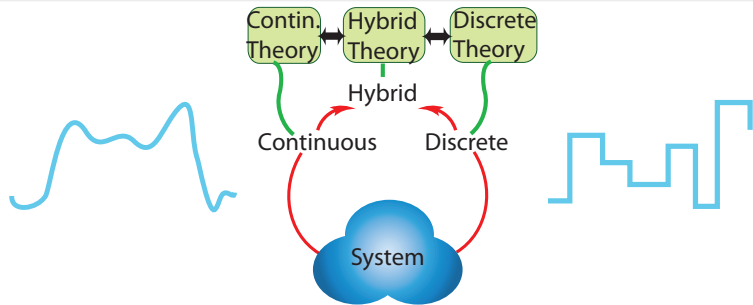 Contin.
Theory
Hybrid
Theory
Discrete
Theory
Hybrid
Continuous
Discrete
System